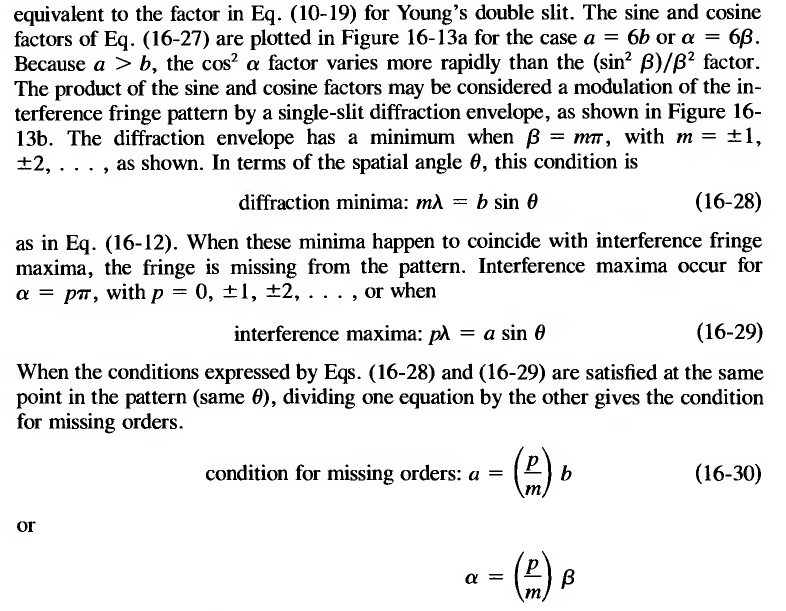 equivalent to the factor in Eq. (10-19) for Young's double slit. The sine and cosine
factors of Eq. (16-27) are plotted in Figure 16-13a for the case a = 6b or α = 6β.
Because a > b, the cos² α factor varies more rapidly than the (sin² β)/β² factor.
The product of the sine and cosine factors may be considered a modulation of the in-
terference fringe pattern by a single-slit diffraction envelope, as shown in Figure 16-
13b. The diffraction envelope has a minimum when β = mπ, with m = ±1,
±2, . . . , as shown. In terms of the spatial angle θ, this condition is
diffraction minima: mλ = b sin θ (16-28)
as in Eq. (16-12). When these minima happen to coincide with interference fringe
maxima, the fringe is missing from the pattern. Interference maxima occur for
α = pπ, with p = 0, ±1, ±2, . . . , or when
interference maxima: pλ = a sin θ (16-29)
When the conditions expressed by Eqs. (16-28) and (16-29) are satisfied at the same
point in the pattern (same θ), dividing one equation by the other gives the condition
for missing orders.
condition for missing orders: a = (p/m) b (16-30)
or
α = (p/m) β